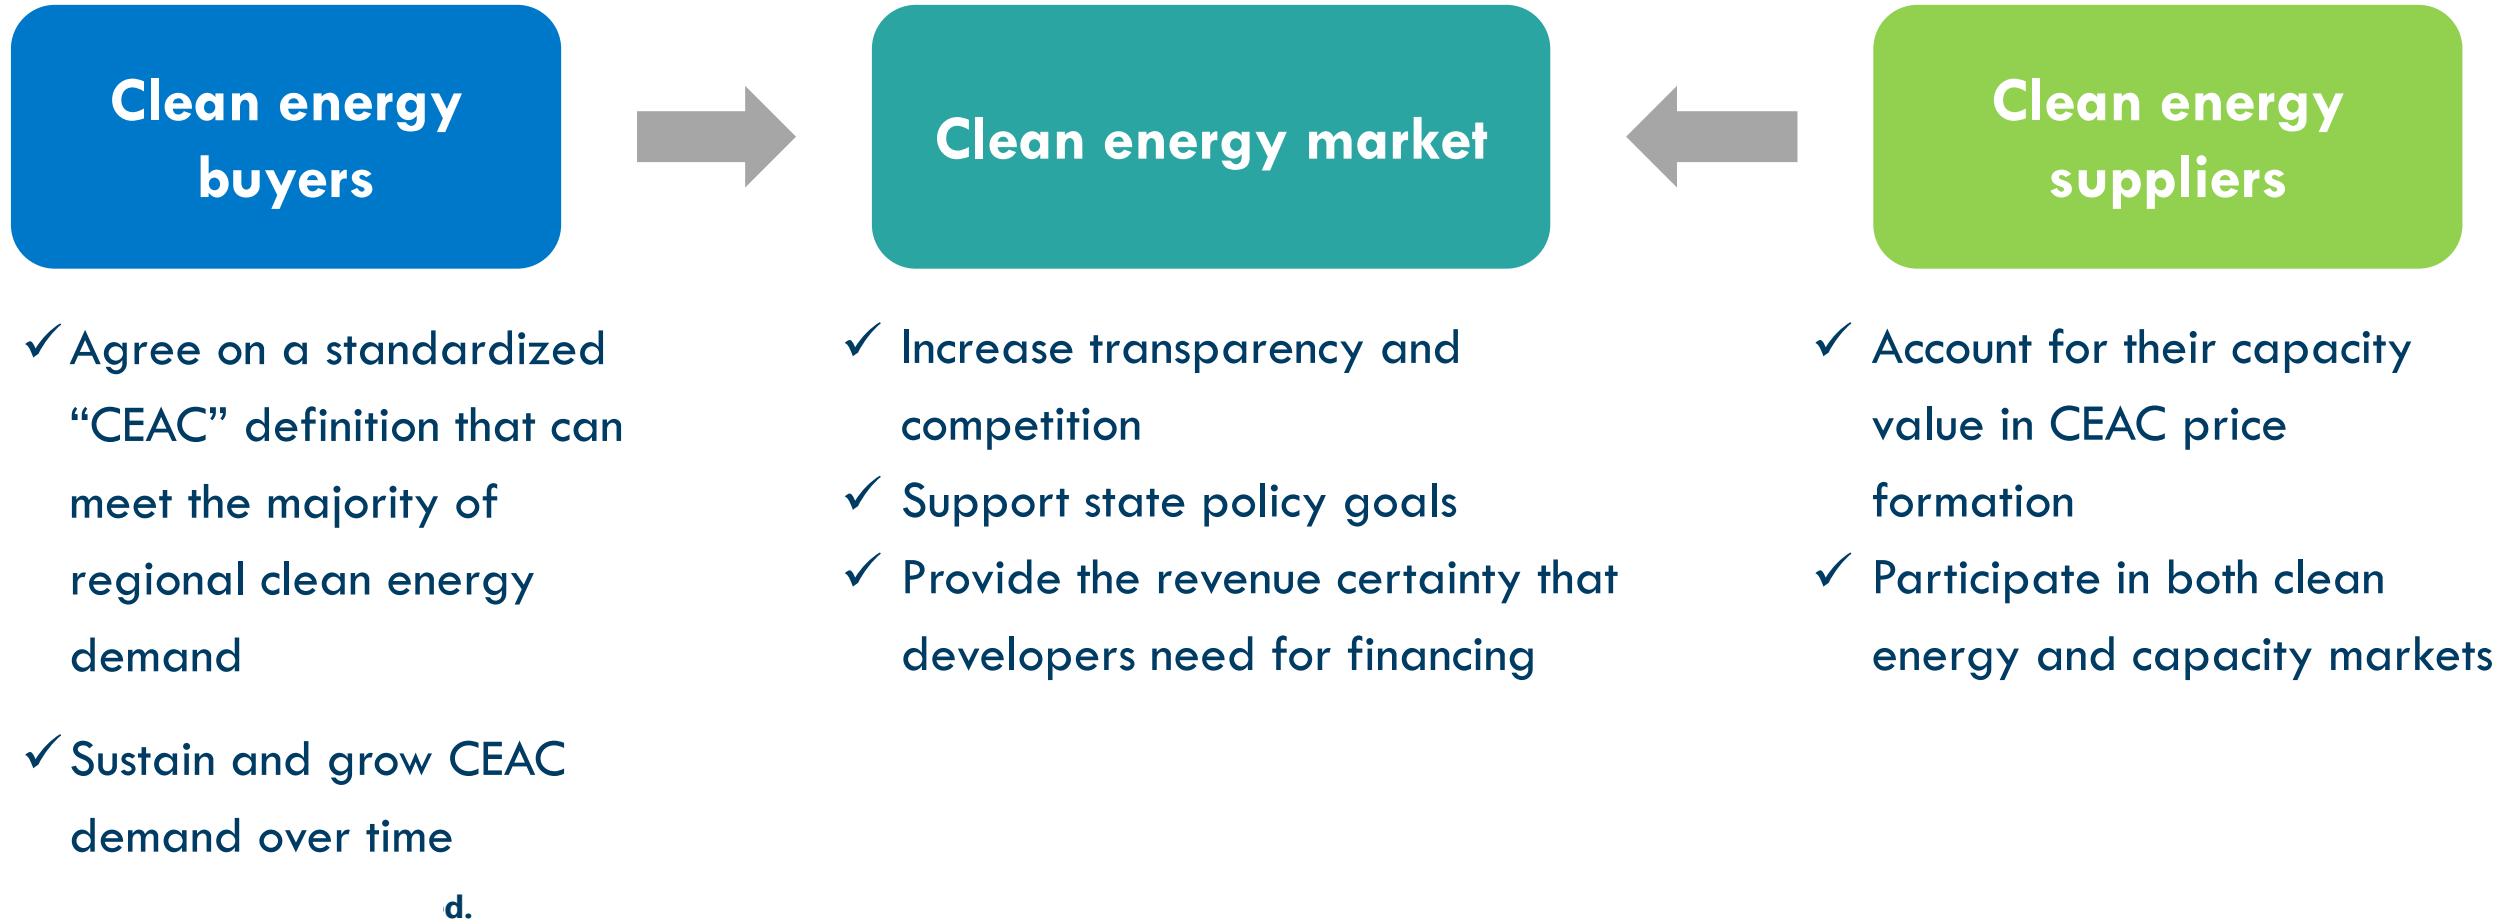 Clean energy
buyers
Clean energy market
Clean energy
suppliers
✓ Agree on a standardized
“CEAC” definition that can
meet the majority of
regional clean energy
demand
✓ Sustain and grow CEAC
demand over time
✓ Increase transparency and
competition
✓ Support state policy goals
✓ Provide the revenue certainty that
developers need for financing
✓ Account for their capacity
value in CEAC price
formation
✓ Participate in both clean
energy and capacity markets
d.